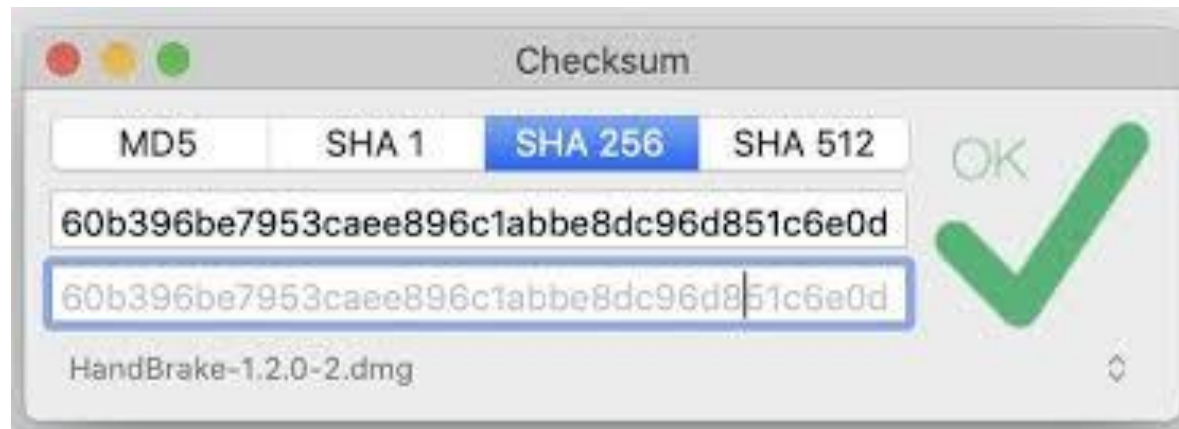 Checksum
MD5 SHA 1 SHA 256 SHA 512
OK
60b396be7953caee896c1abbe8dc96d851c6e0d
60b396be7953caee896c1abbe8dc96d851c6e0d
HandBrake-1.2.0-2.dmg